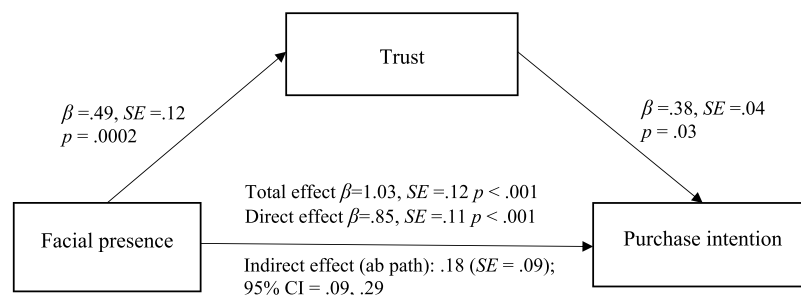 Trust
β =.49, SE =.12
p = .0002
β =.38, SE =.04
p = .03
Total effect β=1.03, SE =.12 p < .001
Direct effect β=.85, SE =.11 p < .001
Facial presence
Purchase intention
Indirect effect (ab path): .18 (SE = .09);
95% CI = .09, .29